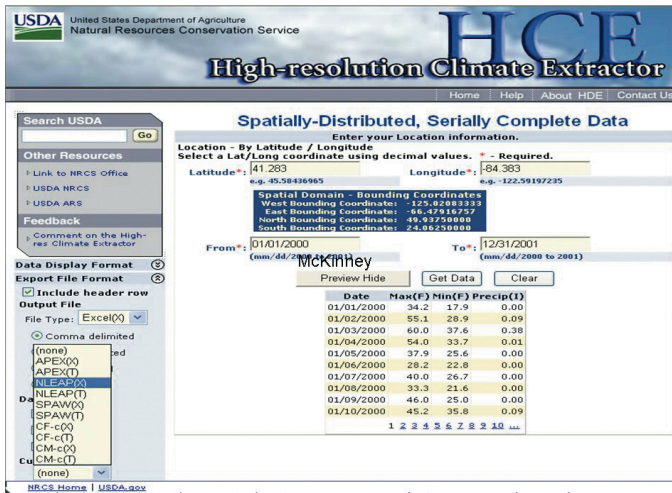 USDA
United States Department of Agriculture
Natural Resources Conservation Service
HCE
High-resolution Climate Extractor
Home | Help | About HDE | Contact Us
Search USDA
Go
Other Resources
Link to NRCS Office
USDA NRCS
USDA ARS
Feedback
Comment on the High-
res Climate Extractor
Data Display Format
Export File Format
Include header row
Output File
File Type: Excel(X)
Comma delimited
(none)
APEX(X)
APEX(T)
NLEAP(X)
NLEAP(T)
SPAW(X)
SPAW(T)
CF-c(X)
CF-c(T)
CM-c(X)
CM-c(T)
ted
Da
Cu
(none)
Spatially-Distributed, Serially Complete Data
Enter your Location information.
Location - By Latitude / Longitude
Select a Lat/Long coordinate using decimal values. * - Required.
Latitude*: 41.283 Longitude*: -84.383
e.g. 45.58436965 e.g. -122.59197235
Spatial Domain - Bounding Coordinates
West Bounding Coordinate: -125.02083333
East Bounding Coordinate: -66.47916757
North Bounding Coordinate: 49.93750000
South Bounding Coordinate: 24.06250000
From*: 01/01/2000 To*: 12/31/2001
(mm/dd/2000 to 2001) (mm/dd/2000 to 2001)
McKinney
Preview Hide Get Data Clear
Date Max(F) Min(F) Precip(I)
01/01/2000 34.2 17.9 0.00
01/02/2000 55.1 28.9 0.09
01/03/2000 60.0 37.6 0.38
01/04/2000 54.0 33.7 0.01
01/05/2000 37.9 25.6 0.00
01/06/2000 28.2 22.8 0.00
01/07/2000 40.0 26.7 0.00
01/08/2000 33.3 21.6 0.00
01/09/2000 46.0 25.0 0.00
01/10/2000 45.2 35.8 0.09
1 2 3 4 5 6 7 8 9 10 ...
NRCS Home | USDA.gov